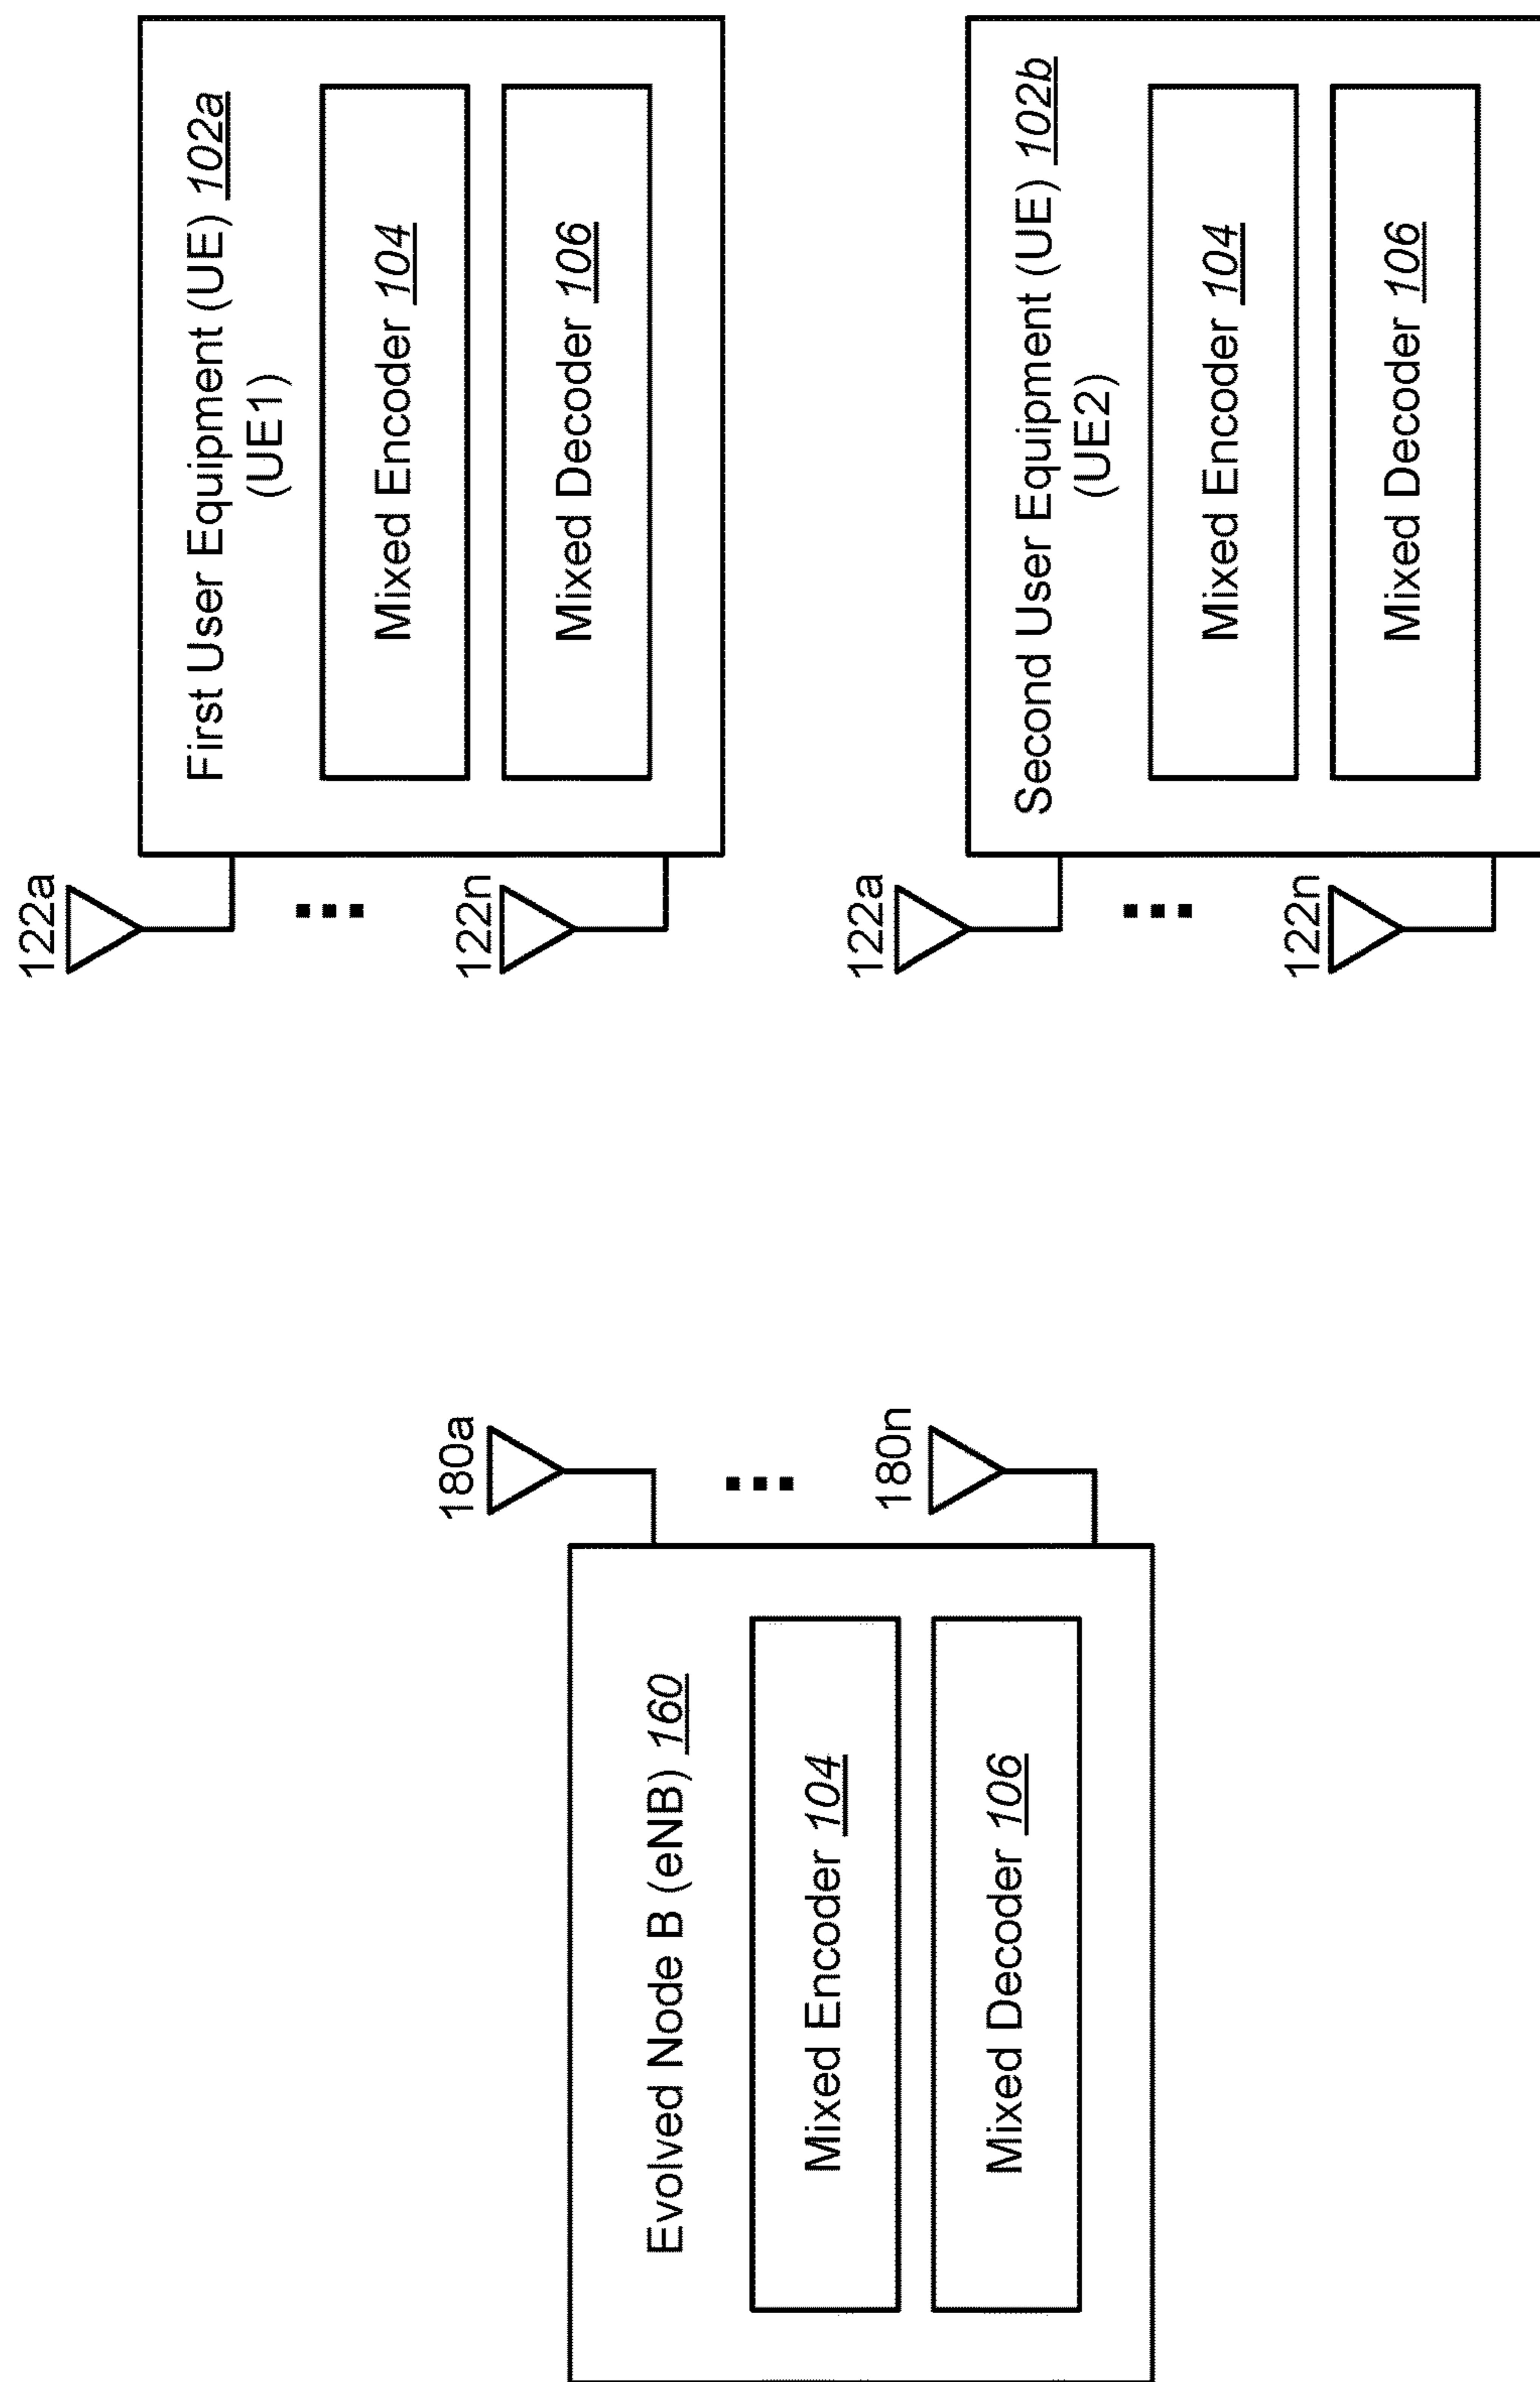 180a
180n
Evolved Node B (eNB) 160
Mixed Encoder 104
Mixed Decoder 106
122a
122n
First User Equipment (UE) 102a
(UE1)
Mixed Encoder 104
Mixed Decoder 106
122a
122n
Second User Equipment (UE) 102b
(UE2)
Mixed Encoder 104
Mixed Decoder 106